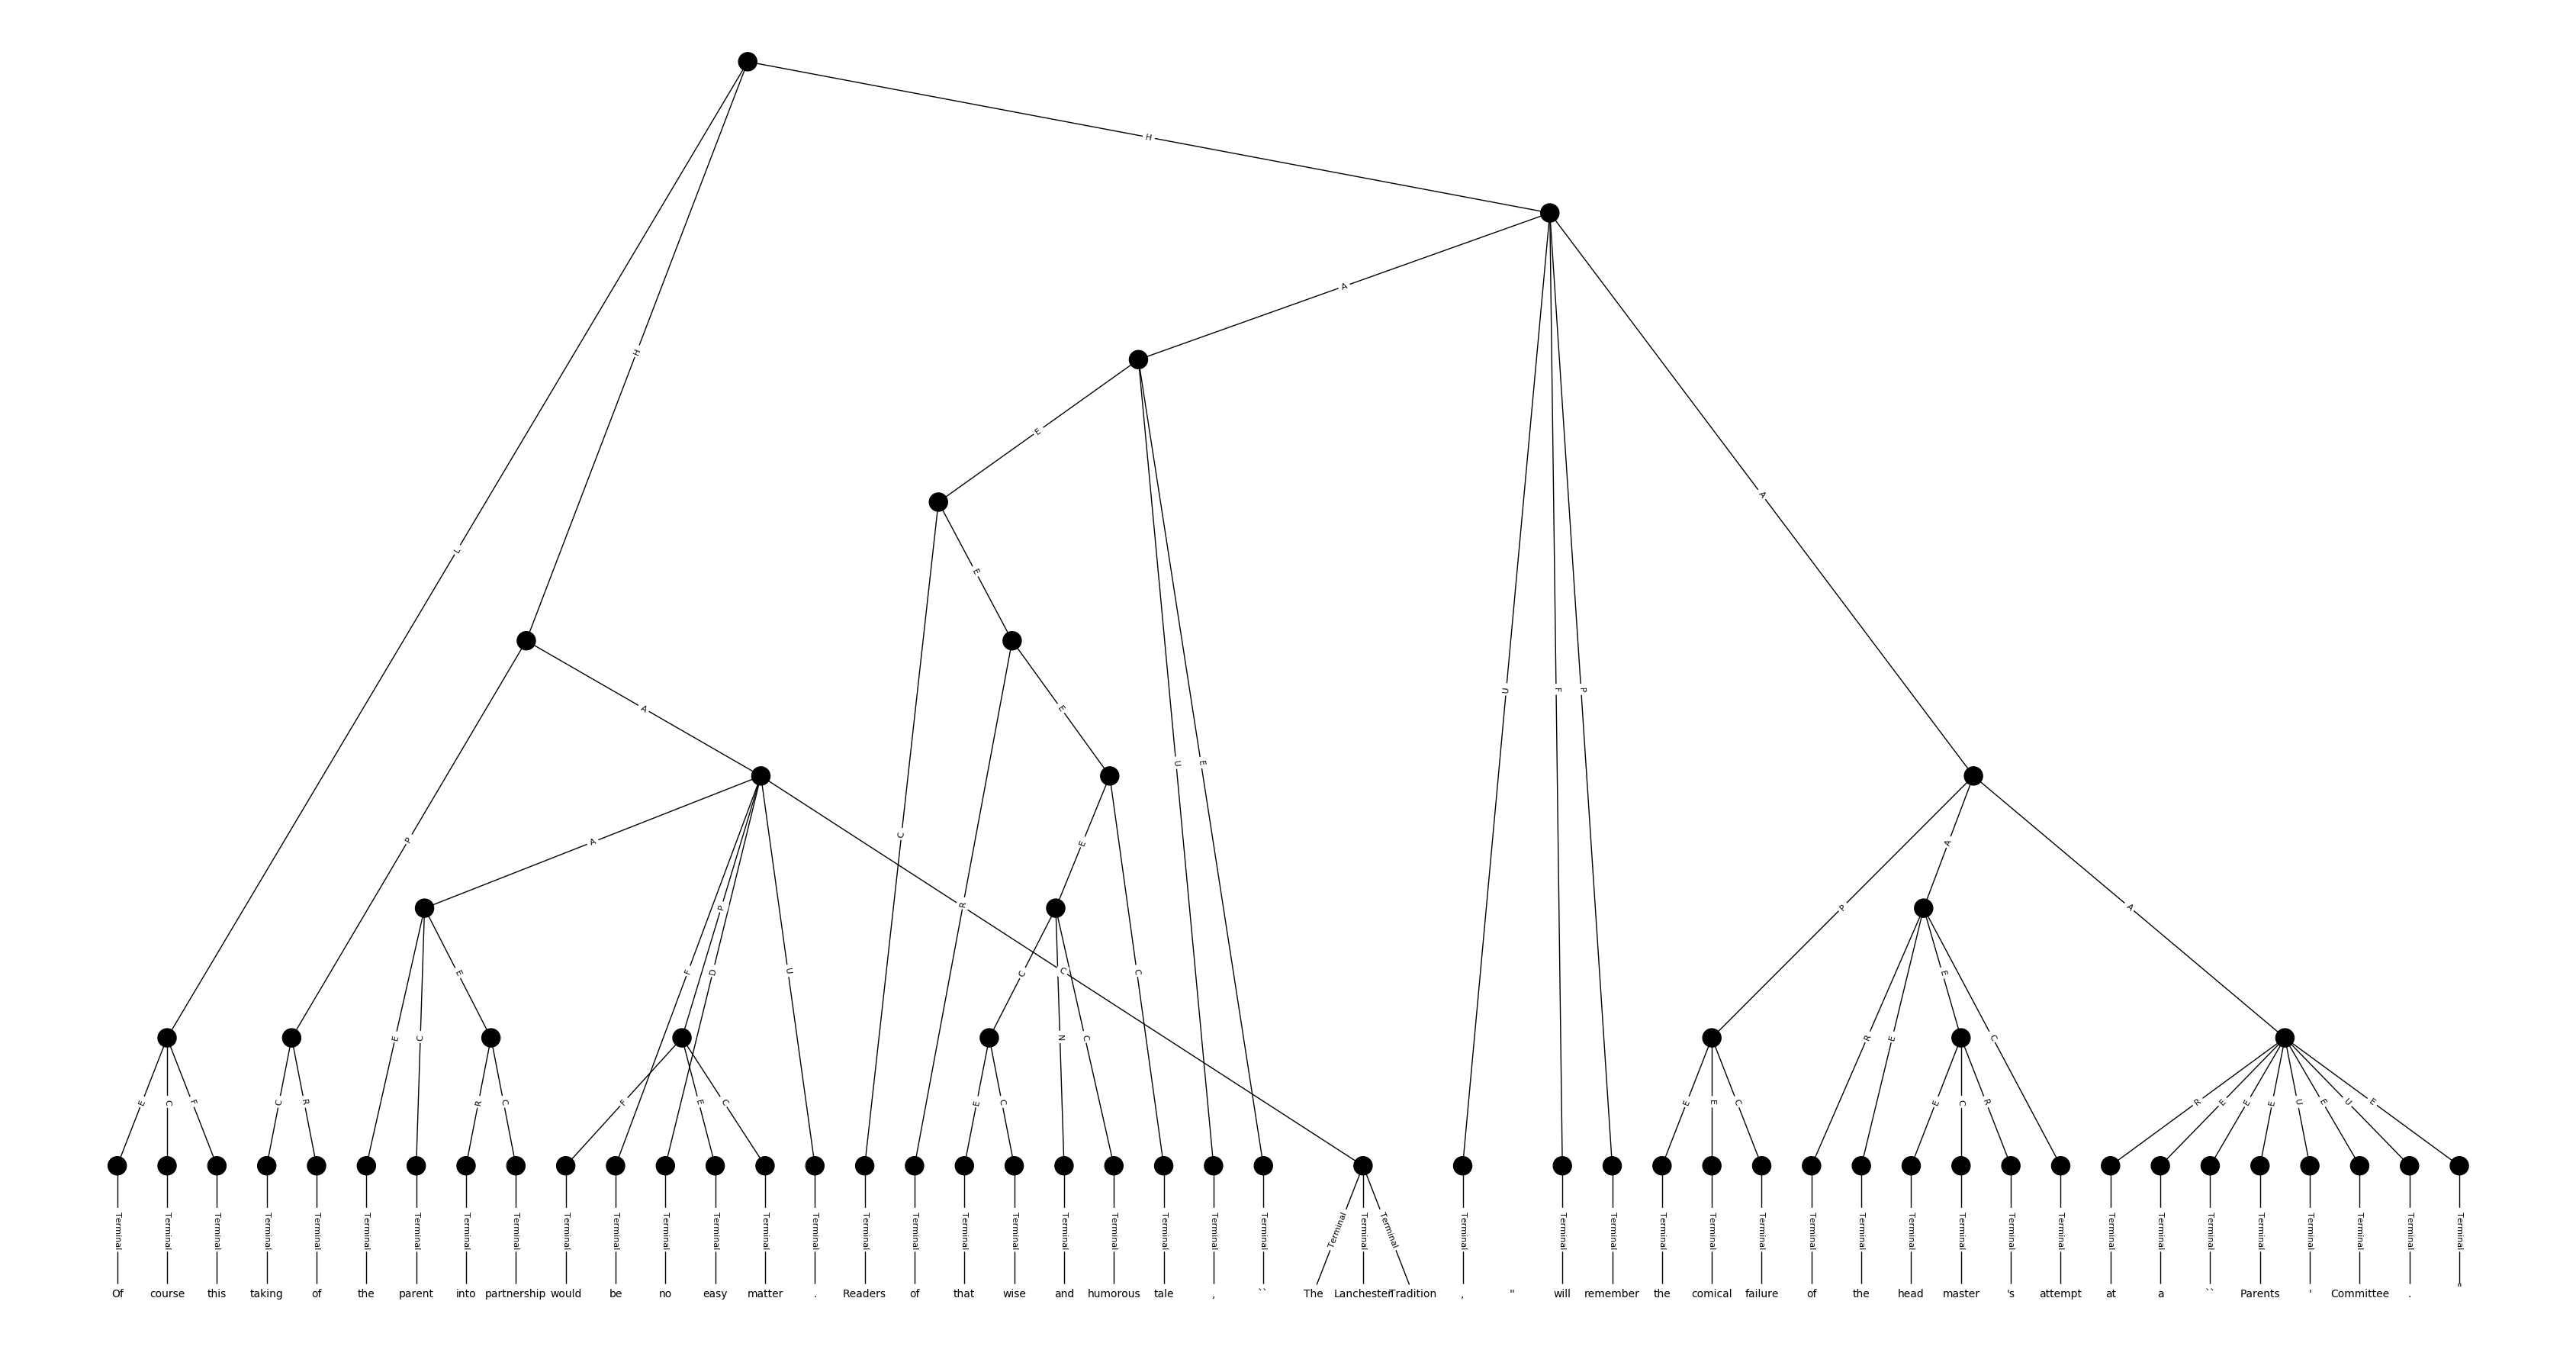 H
A
H
E
A
L
E
E
U F P
A
U E
C
A P
E A
R P A
F P D U
E C N C C
E C R E C
E C F C R R C F E C E C E E C E C R R E E E U E U E
Terminal Terminal Terminal Terminal Terminal Terminal Terminal Terminal Terminal Terminal Terminal Terminal Terminal Terminal Terminal Terminal Terminal Terminal Terminal Terminal Terminal Terminal Terminal Terminal Terminal Terminal Terminal Terminal Terminal Terminal Terminal Terminal Terminal Terminal Terminal Terminal Terminal Terminal Terminal Terminal Terminal Terminal Terminal Terminal Terminal Terminal Terminal
Of course this taking of the parent into partnership would be no easy matter . Readers of that wise and humorous tale , `` The Lanchester Tradition , " will remember the comical failure of the head master 's attempt at a `` Parents ' Committee . "